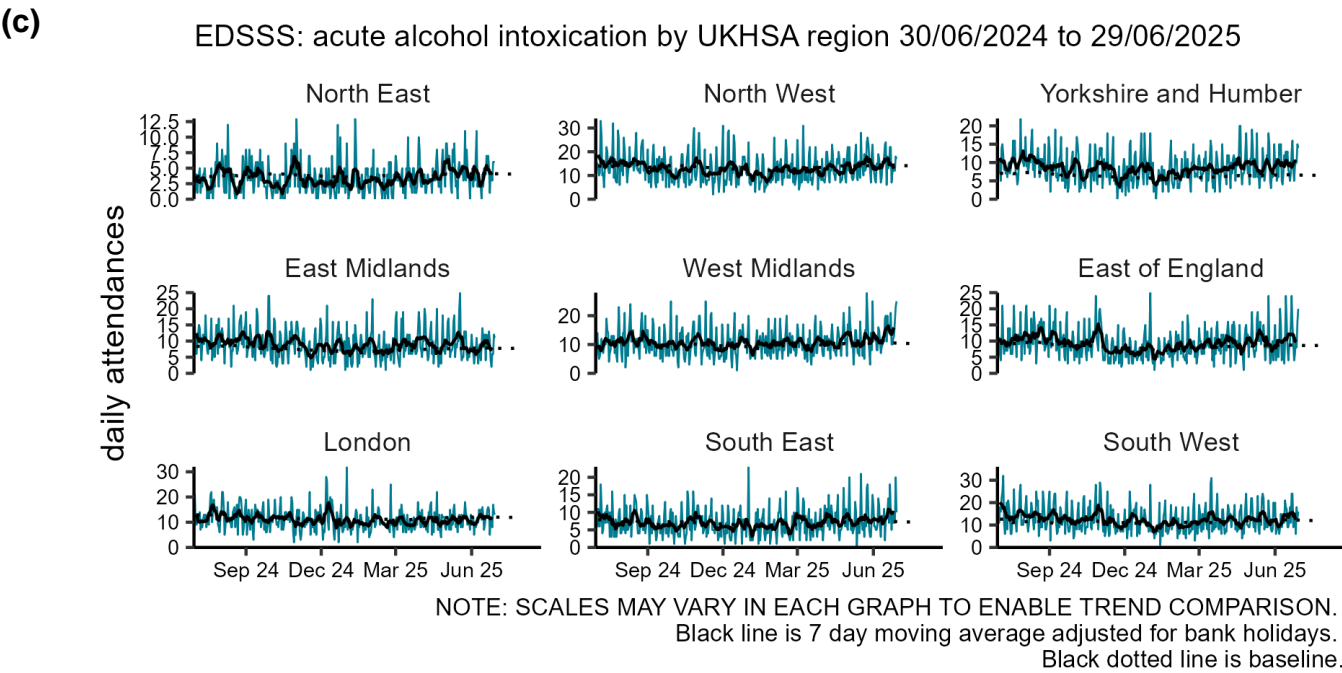 (c)
EDSSS: acute alcohol intoxication by UKHSA region 30/06/2024 to 29/06/2025
North East
North West
Yorkshire and Humber
12.5
10.0
7.5
5.0
2.5
0.0
30
20
10
0
20
15
10
5
0
daily attendances
East Midlands
West Midlands
East of England
25
20
15
10
5
0
20
10
0
25
20
15
10
5
0
London
South East
South West
30
20
10
0
20
15
10
5
0
30
20
10
0
Sep 24 Dec 24 Mar 25 Jun 25
Sep 24 Dec 24 Mar 25 Jun 25
Sep 24 Dec 24 Mar 25 Jun 25
NOTE: SCALES MAY VARY IN EACH GRAPH TO ENABLE TREND COMPARISON.
Black line is 7 day moving average adjusted for bank holidays.
Black dotted line is baseline.